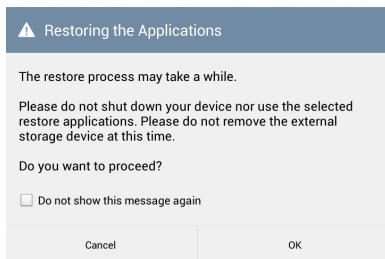 Restoring the Applications
The restore process may take a while.
Please do not shut down your device nor use the selected
restore applications. Please do not remove the external
storage device at this time.
Do you want to proceed?
Do not show this message again
Cancel
OK